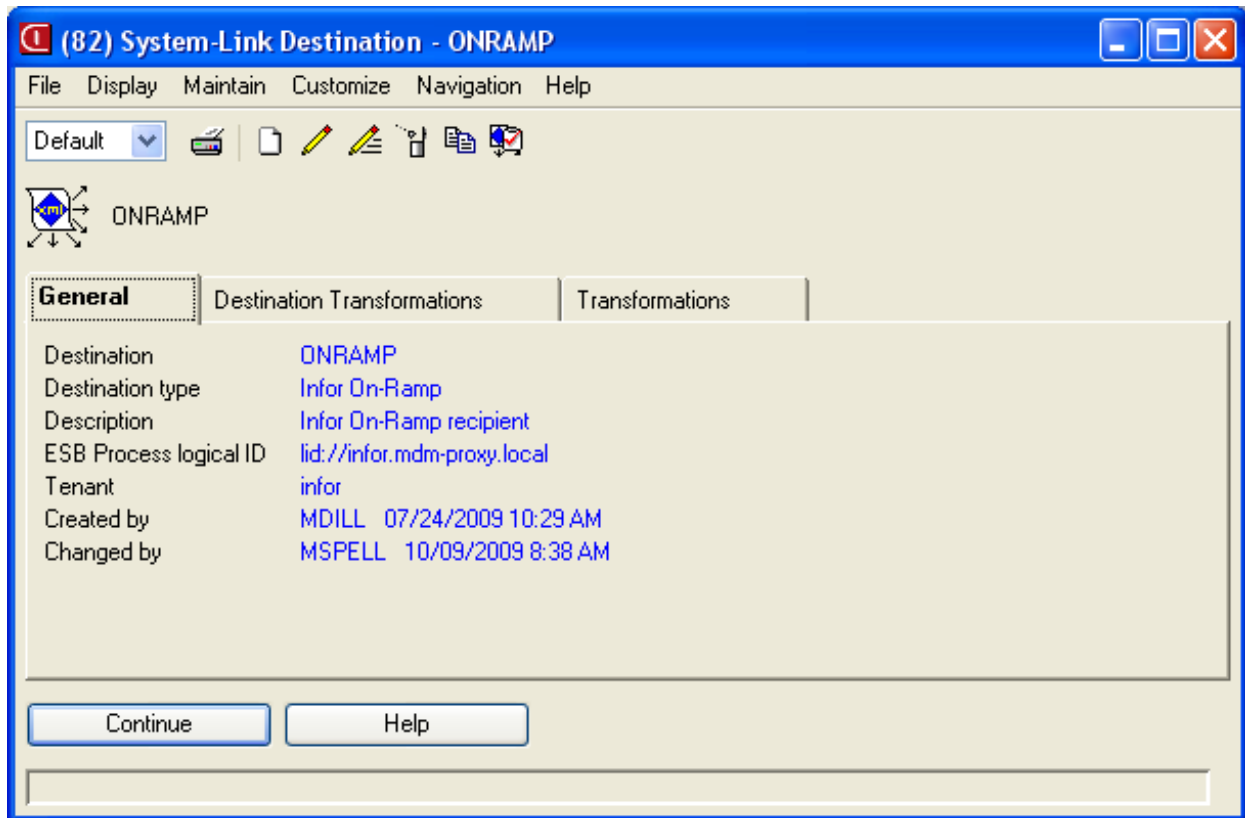 (82) System-Link Destination - ONRAMP
File Display Maintain Customize Navigation Help
Default
xml ONRAMP
General Destination Transformations Transformations
Destination ONRAMP
Destination type Infor On-Ramp
Description Infor On-Ramp recipient
ESB Process logical ID lid://infor.mdm-proxy.local
Tenant infor
Created by MDILL 07/24/2009 10:29 AM
Changed by MSPELL 10/09/2009 8:38 AM
Continue Help